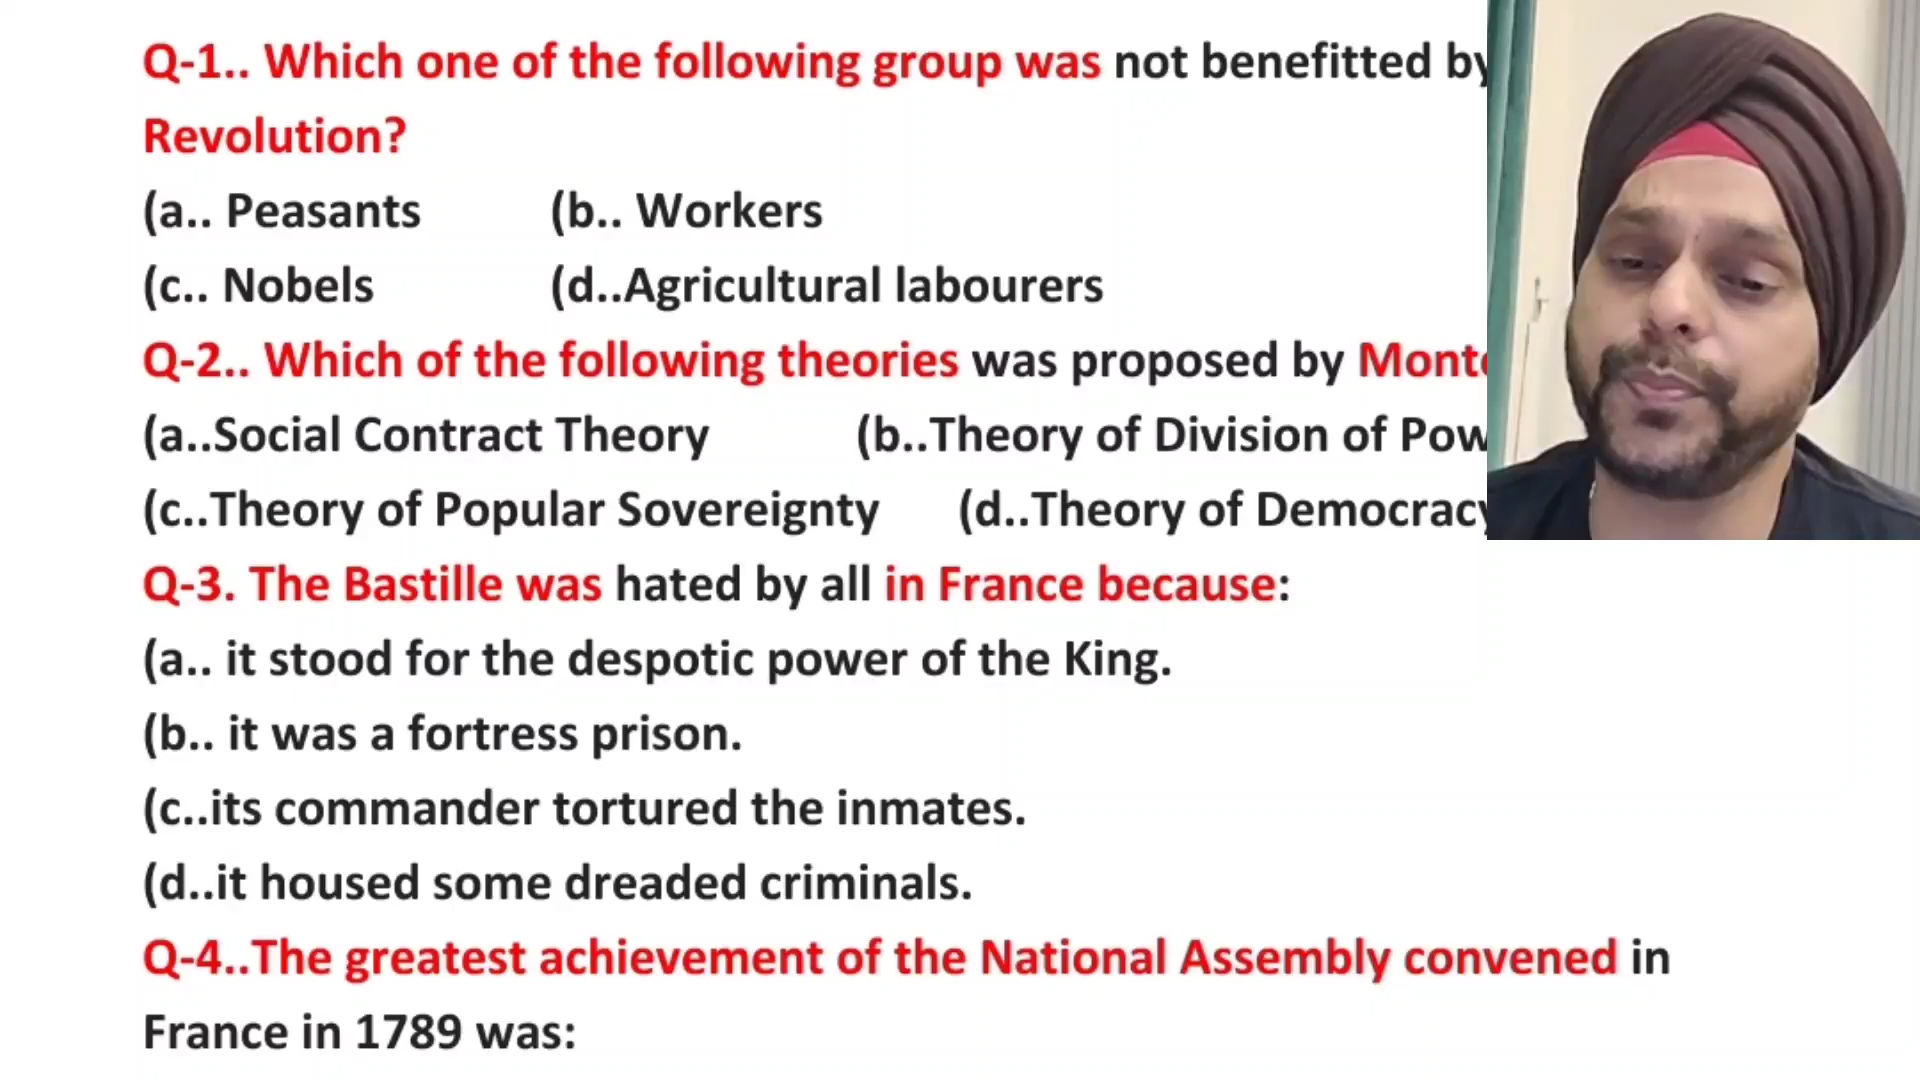 Q-1.. Which one of the following group was not benefitted by
Revolution?
(a.. Peasants (b.. Workers
(c.. Nobels (d..Agricultural labourers
Q-2.. Which of the following theories was proposed by
(a..Social Contract Theory (b..Theory of Division of
(c..Theory of Popular Sovereignty (d..Theory of Democracy
Q-3. The Bastille was hated by all in France because:
(a.. it stood for the despotic power of the King.
(b.. it was a fortress prison.
(c..its commander tortured the inmates.
(d..it housed some dreaded criminals.
Q-4..The greatest achievement of the National Assembly convened in
France in 1789 was: